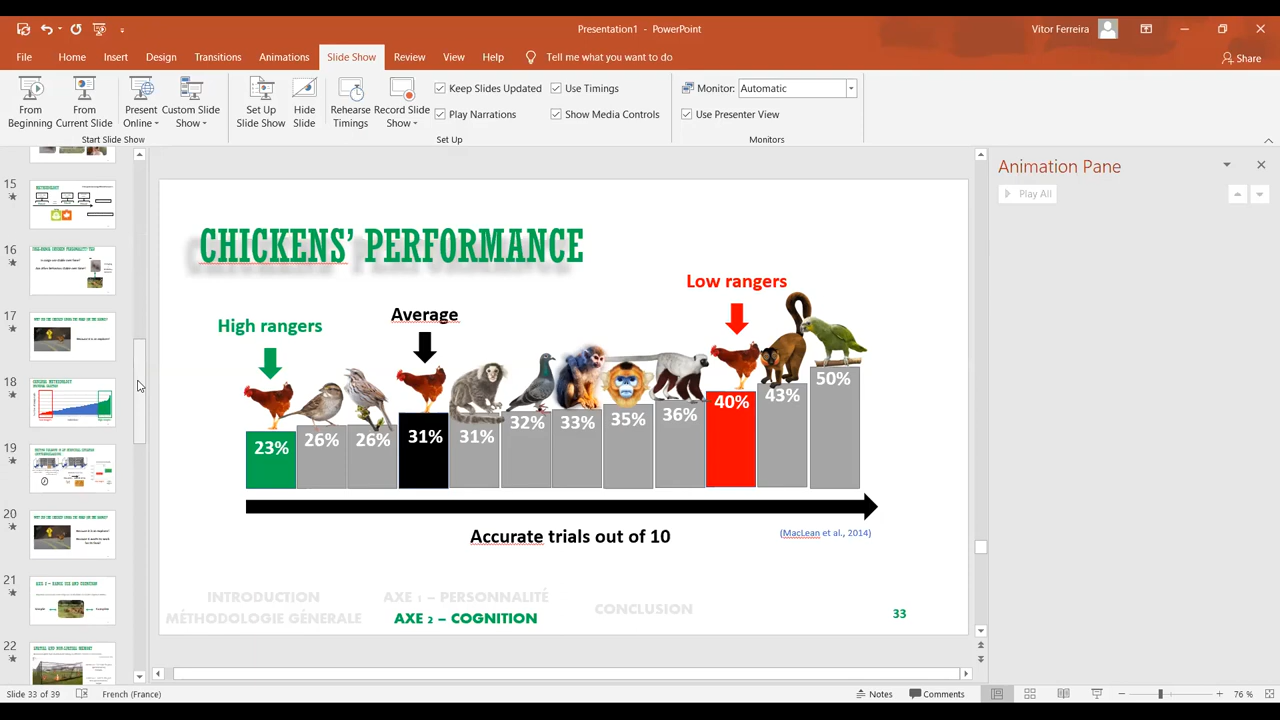 Presentation1 - PowerPoint
Vitor Ferreira
File Home Insert Design Transitions Animations Slide Show Review View Help Tell me what you want to do
Share
From Beginning
From Current Slide
Present Online
Custom Slide Show
Set Up Slide Show
Hide Slide
Rehearse Timings
Record Slide Show
Keep Slides Updated
Play Narrations
Use Timings
Show Media Controls
Monitor: Automatic
Use Presenter View
Start Slide Show
Set Up
Monitors
15
16
17
18
19
20
21
22
CHICKENS' PERFORMANCE
High rangers
Average
Low rangers
23% 26% 26% 31% 31% 32% 33% 35% 36% 40% 43% 50%
Accurate trials out of 10
(MacLean et al., 2014)
INTRODUCTION
MÉTHODOLOGIE GÉNERALE
AXE 1 – PERSONNALITÉ
AXE 2 – COGNITION
CONCLUSION
33
Animation Pane
Play All
Slide 33 of 39
French (France)
Notes
Comments
76 %